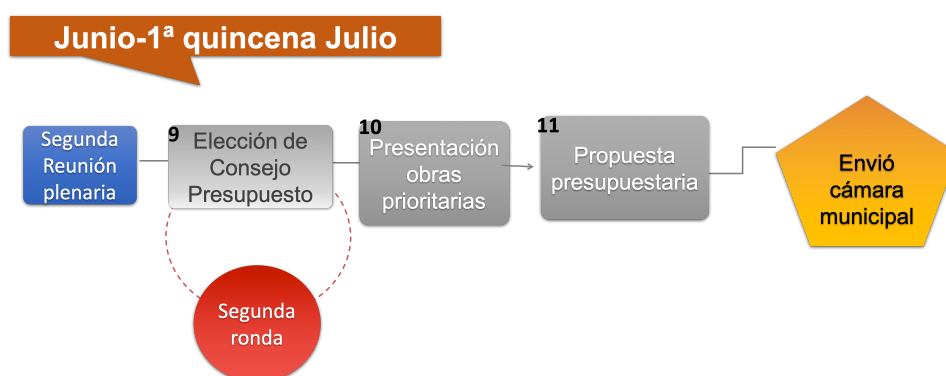 Junio-1ª quincena Julio
Segunda
Reunión
plenaria
9
Elección de
Consejo
Presupuesto
10
Presentación
obras
prioritarias
11
Propuesta
presupuestaria
Envió
cámara
municipal
Segunda
ronda